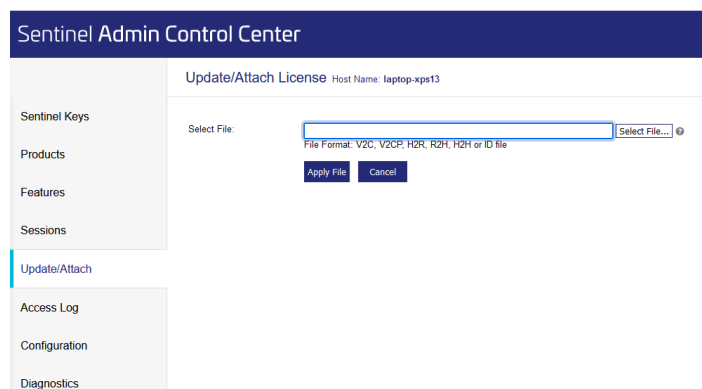 Sentinel Admin Control Center
Update/Attach License Host Name: laptop-xps13
Sentinel Keys
Products
Features
Sessions
Update/Attach
Access Log
Configuration
Diagnostics
Select File:
Select File... ?
File Format: V2C, V2CP, H2R, R2H, H2H or ID file
Apply File Cancel